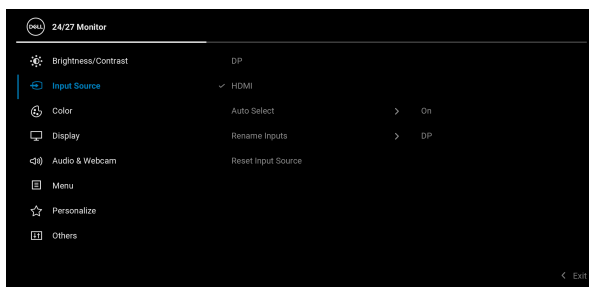 DELL 24/27 Monitor
Brightness/Contrast DP
Input Source HDMI
Color Auto Select On
Display Rename Inputs DP
Audio & Webcam Reset Input Source
Menu
Personalize
Others
Exit